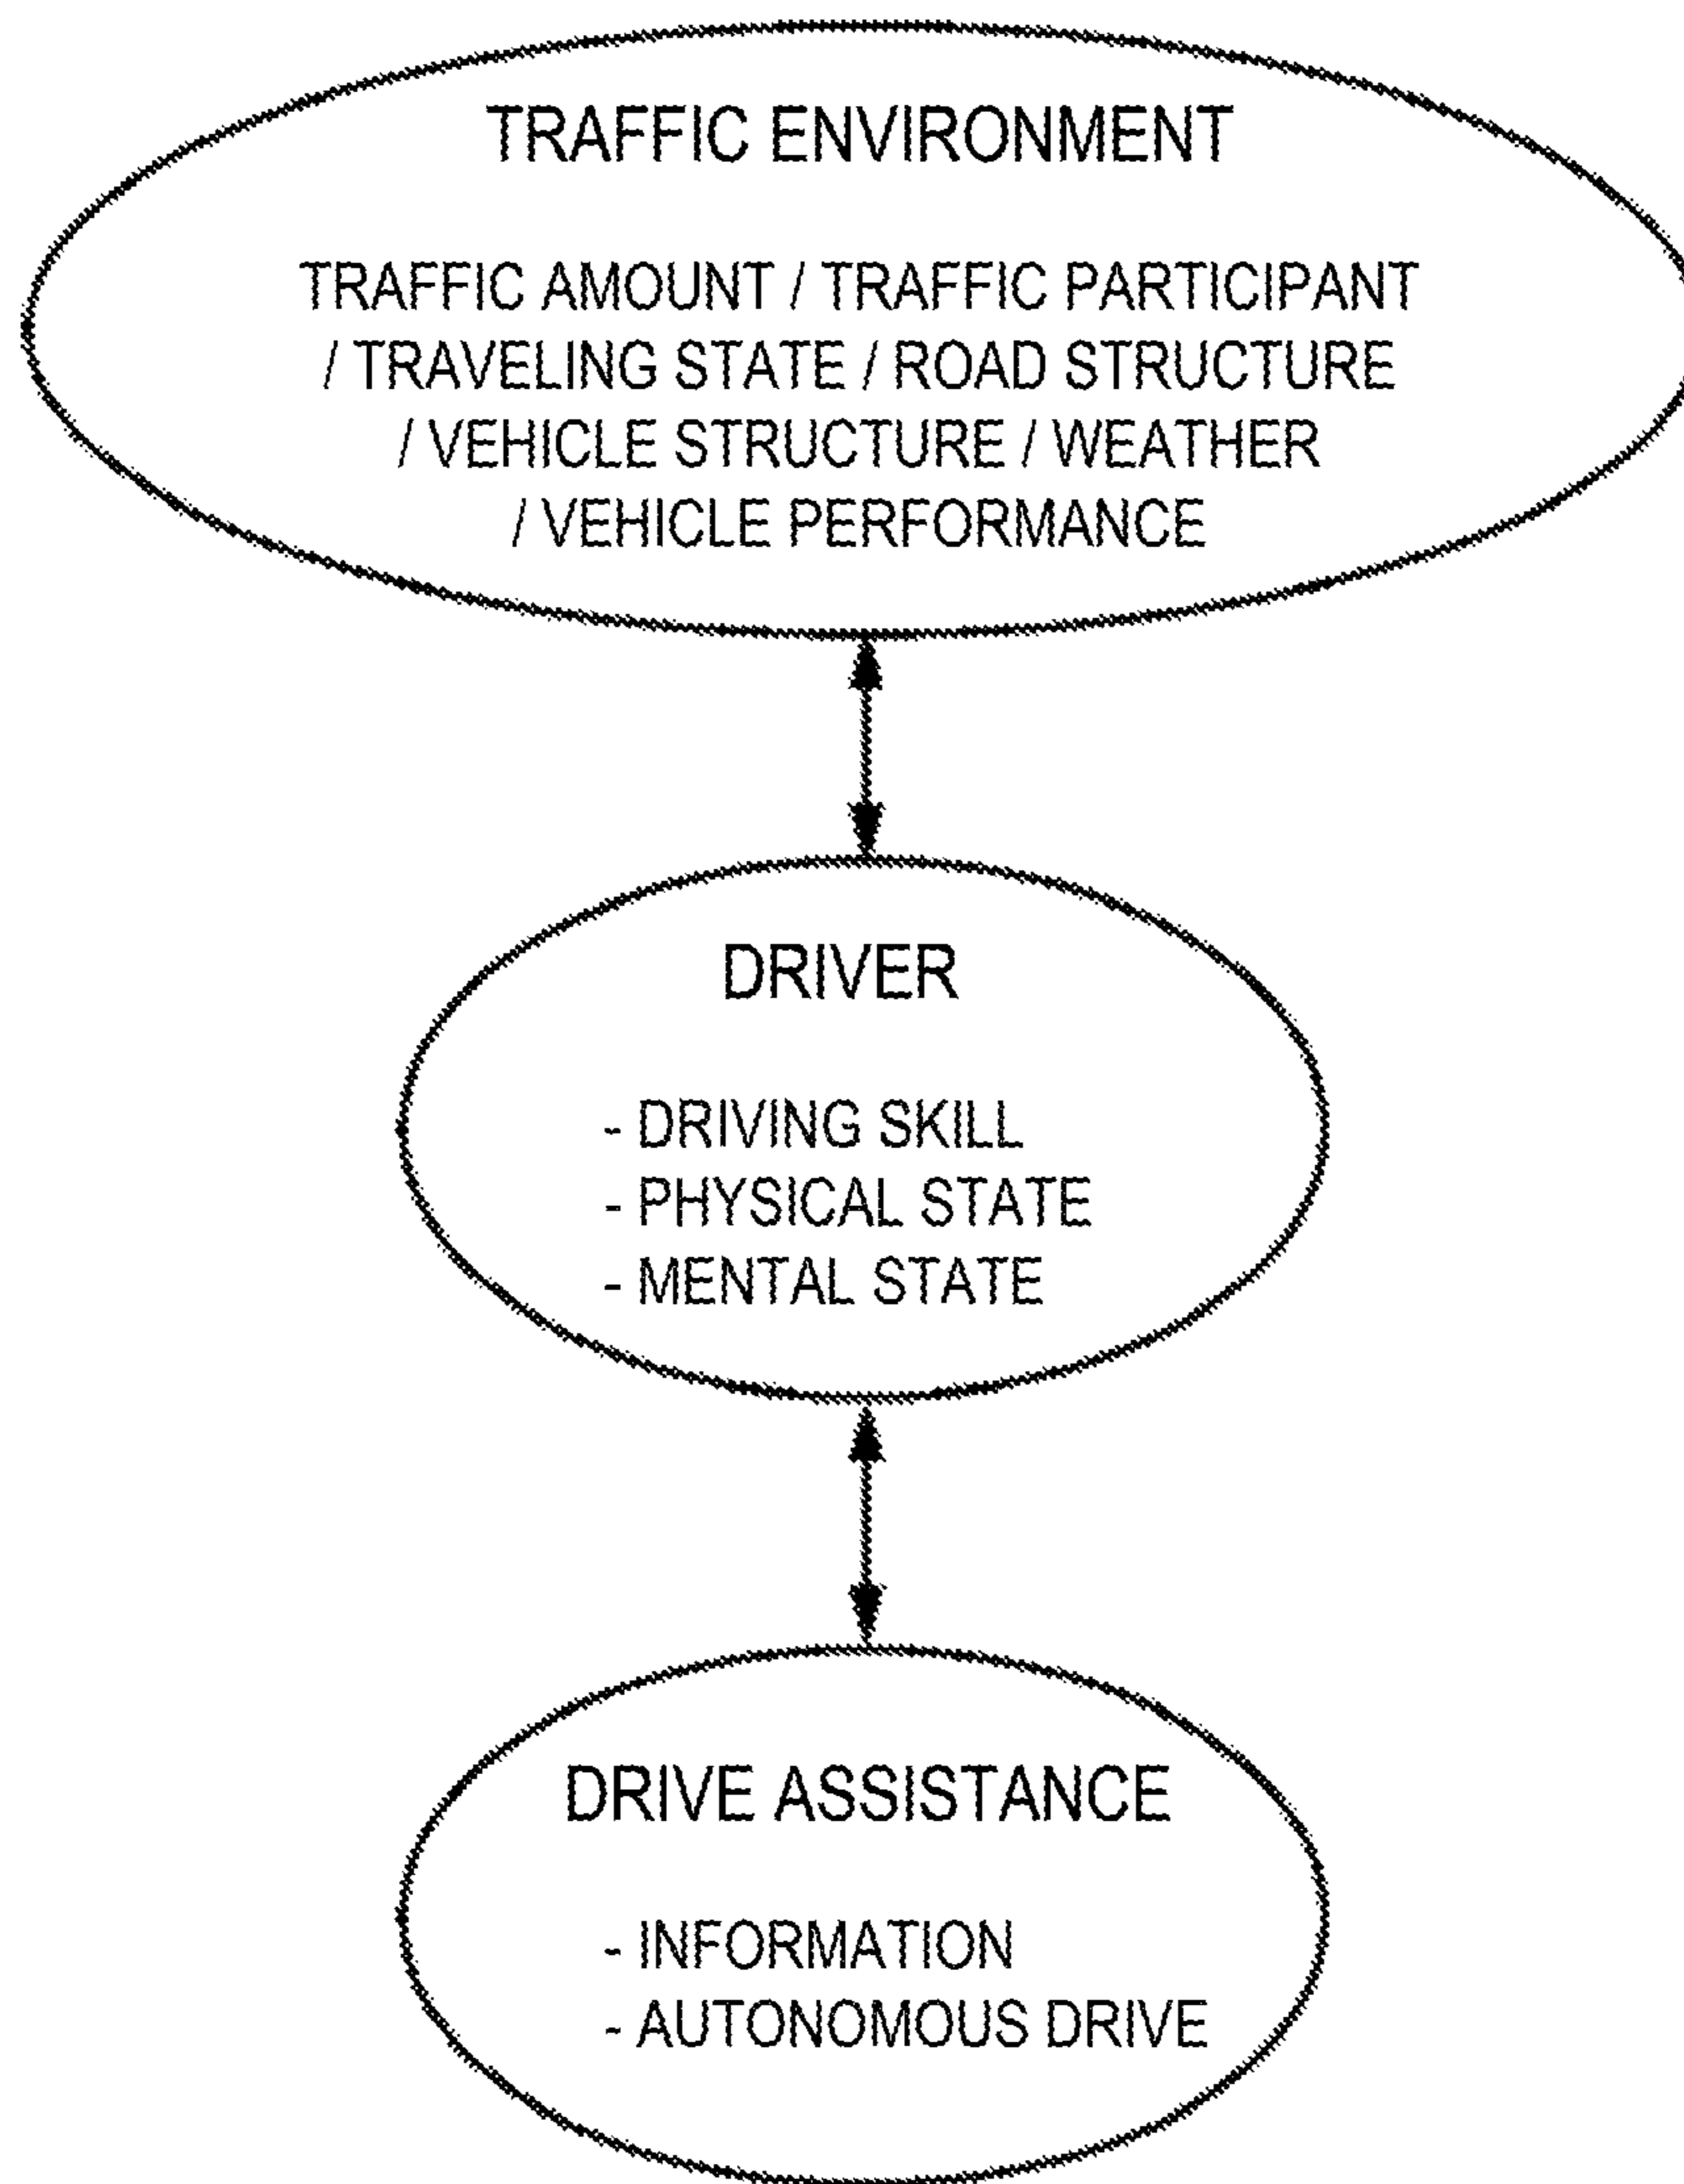 TRAFFIC ENVIRONMENT
TRAFFIC AMOUNT / TRAFFIC PARTICIPANT
/ TRAVELING STATE / ROAD STRUCTURE
/ VEHICLE STRUCTURE / WEATHER
/ VEHICLE PERFORMANCE
DRIVER
- DRIVING SKILL
- PHYSICAL STATE
- MENTAL STATE
DRIVE ASSISTANCE
- INFORMATION
- AUTONOMOUS DRIVE